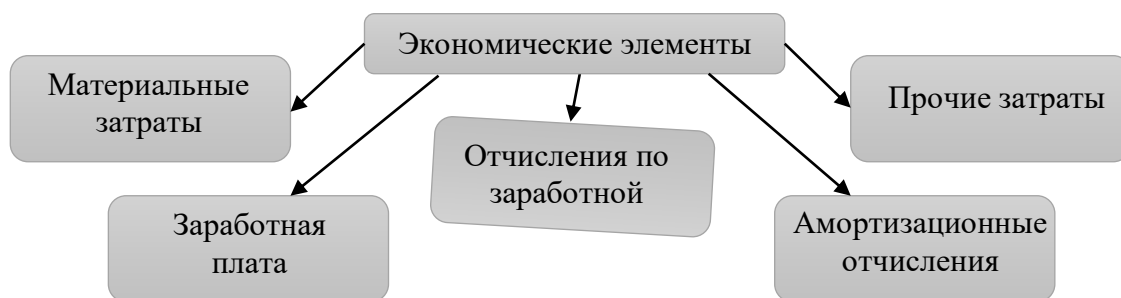 Экономические элементы
Материальные
затраты
Прочие затраты
Отчисления по
заработной
Заработная
плата
Амортизационные
отчисления